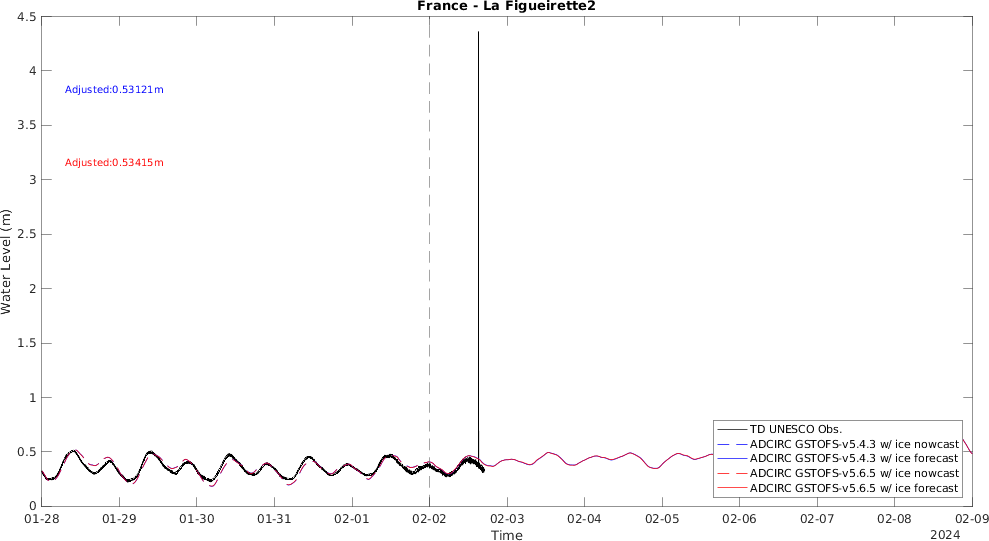 France - La Figueirette2
4.5
4
3.5
3
2.5
2
1.5
1
0.5
0
Water Level (m)
Adjusted:0.53121m
Adjusted:0.53415m
TD UNESCO Obs.
ADCIRC GSTOFS-v5.4.3 w/ ice nowcast
ADCIRC GSTOFS-v5.4.3 w/ ice forecast
ADCIRC GSTOFS-v5.6.5 w/ ice nowcast
ADCIRC GSTOFS-v5.6.5 w/ ice forecast
01-28 01-29 01-30 01-31 02-01 02-02 02-03 02-04 02-05 02-06 02-07 02-08 02-09
Time
2024